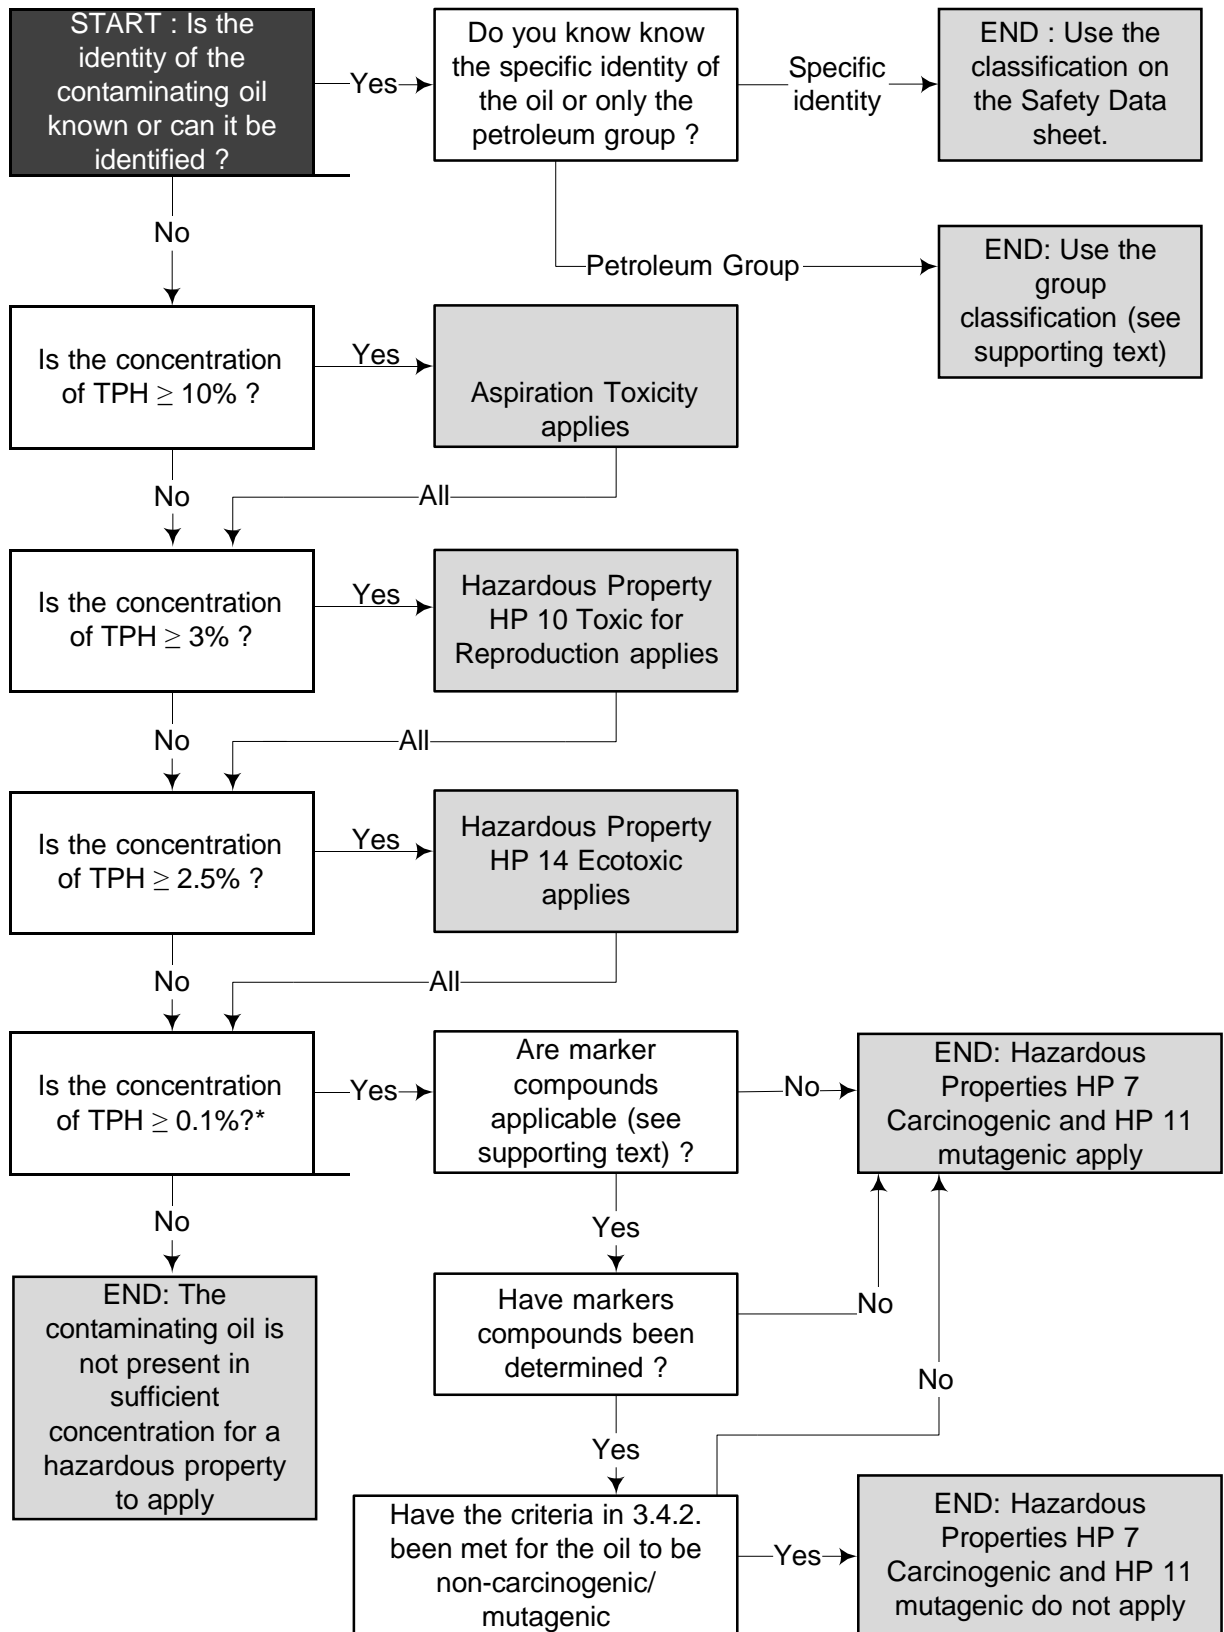 START : Is the
identity of the
contaminating oil
known or can it be
identified ?
Yes
Do you know know
the specific identity of
the oil or only the
petroleum group ?
Specific
identity
END : Use the
classification on
the Safety Data
sheet.
No
Petroleum Group
END: Use the
group
classification (see
supporting text)
Is the concentration
of TPH ≥ 10% ?
Yes
Aspiration Toxicity
applies
No
All
Is the concentration
of TPH ≥ 3% ?
Yes
Hazardous Property
HP 10 Toxic for
Reproduction applies
No
All
Is the concentration
of TPH ≥ 2.5% ?
Yes
Hazardous Property
HP 14 Ecotoxic
applies
No
All
Is the concentration
of TPH ≥ 0.1%?*
Yes
Are marker
compounds
applicable (see
supporting text) ?
No
END: Hazardous
Properties HP 7
Carcinogenic and HP 11
mutagenic apply
No
Yes
END: The
contaminating oil is
not present in
sufficient
concentration for a
hazardous property
to apply
Have markers
compounds been
determined ?
No
No
Yes
Have the criteria in 3.4.2.
been met for the oil to be
non-carcinogenic/
mutagenic
Yes
END: Hazardous
Properties HP 7
Carcinogenic and HP 11
mutagenic do not apply